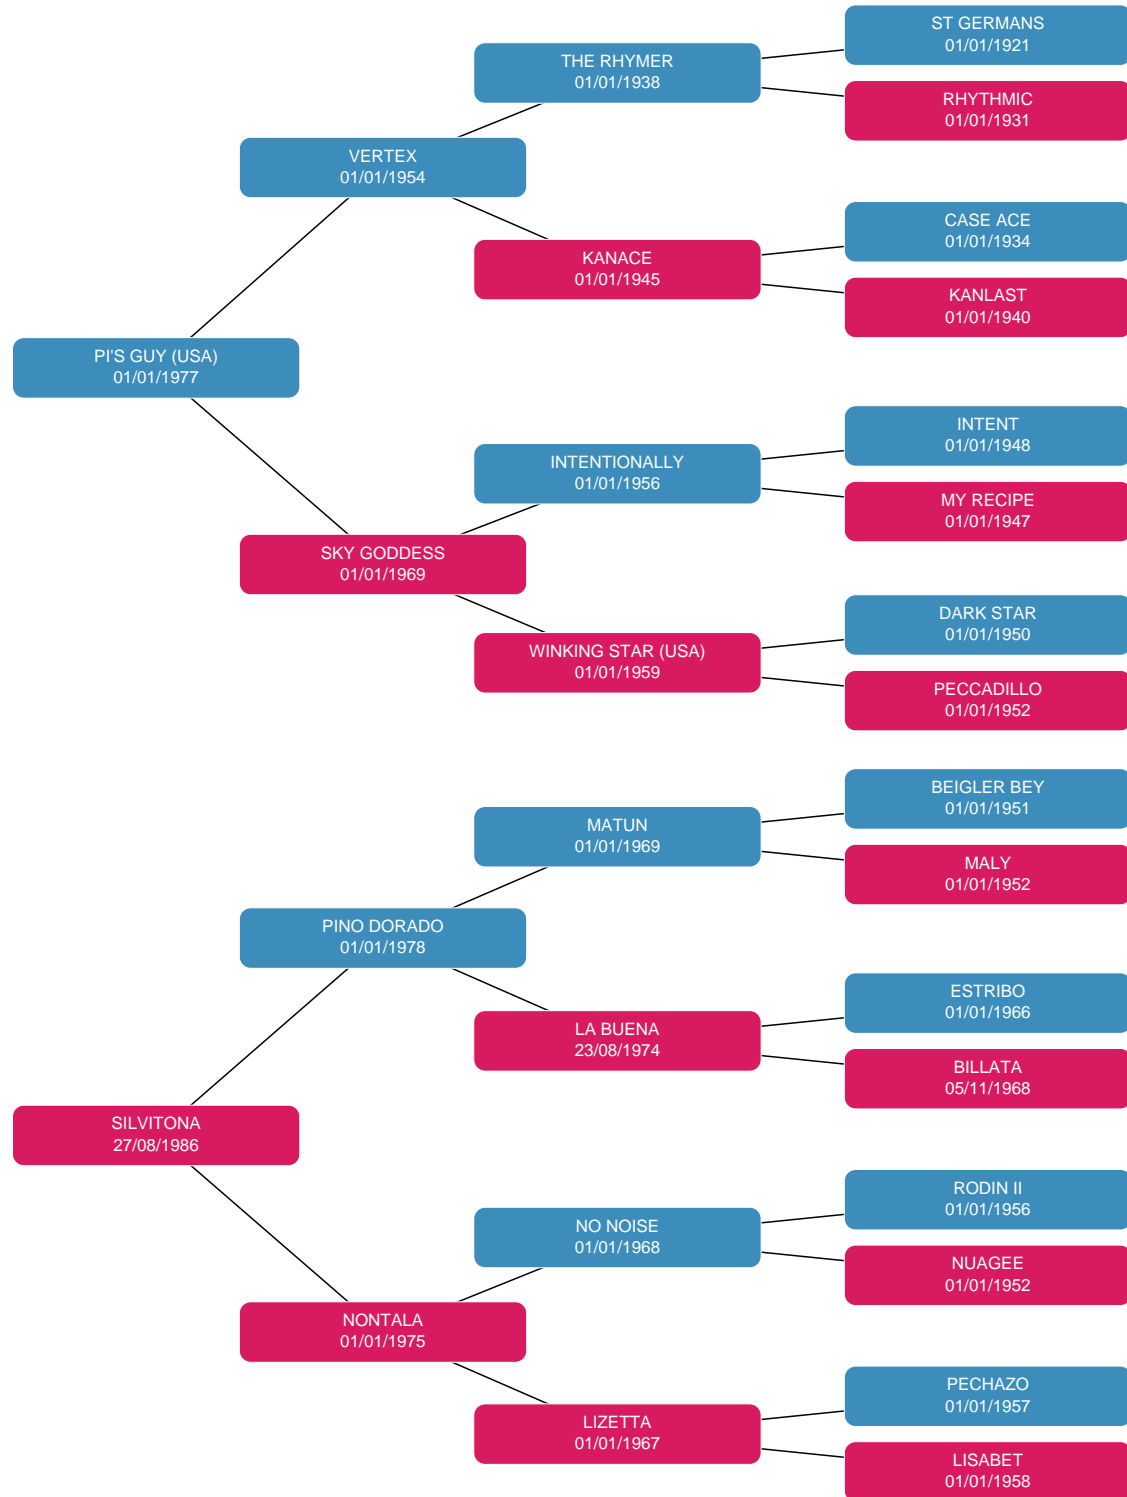 ST GERMANS
01/01/1921
THE RHYMER
01/01/1938
RHYTHMIC
01/01/1931
VERTEX
01/01/1954
CASE ACE
01/01/1934
KANACE
01/01/1945
KANLAST
01/01/1940
PI'S GUY (USA)
01/01/1977
INTENT
01/01/1948
INTENTIONALLY
01/01/1956
MY RECIPE
01/01/1947
SKY GODDESS
01/01/1969
DARK STAR
01/01/1950
WINKING STAR (USA)
01/01/1959
PECCADILLO
01/01/1952
BEIGLER BEY
01/01/1951
MATUN
01/01/1969
MALY
01/01/1952
PINO DORADO
01/01/1978
ESTRIBO
01/01/1966
LA BUENA
23/08/1974
BILLATA
05/11/1968
SILVITONA
27/08/1986
RODIN II
01/01/1956
NO NOISE
01/01/1968
NUAGEE
01/01/1952
NONTALA
01/01/1975
PECHAZO
01/01/1957
LIZETTA
01/01/1967
LISABET
01/01/1958